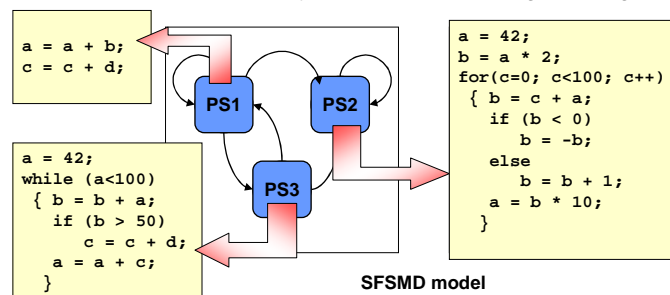 a = a + b;
c = c + d;
PS1
PS2
PS3
a = 42;
b = a * 2;
for(c=0; c<100; c++)
{ b = c + a;
if (b < 0)
b = -b;
else
b = b + 1;
a = b * 10;
}
a = 42;
while (a<100)
{ b = b + a;
if (b > 50)
c = c + d;
a = a + c;
}
SFSMD model